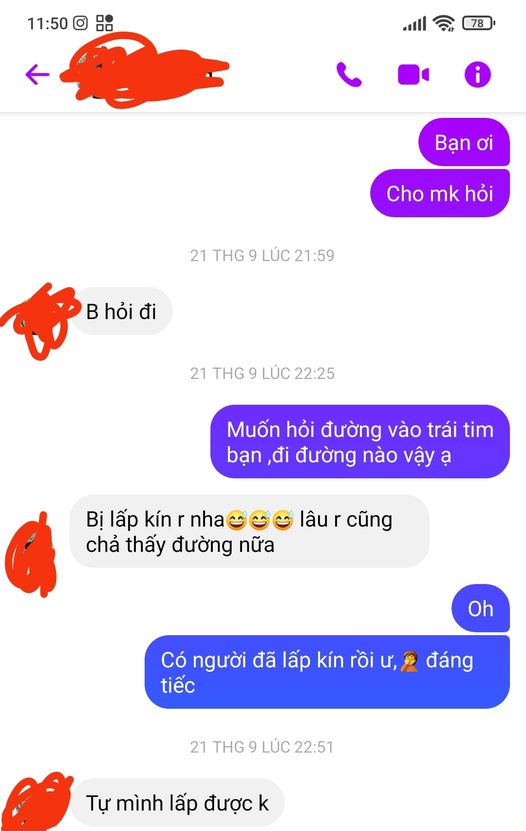 11:50
78
Bạn ơi
Cho mk hỏi
21 THG 9 LÚC 21:59
B hỏi đi
21 THG 9 LÚC 22:25
Muốn hỏi đường vào trái tim
bạn ,đi đường nào vậy ạ
Bị lấp kín r nha😅😅😅 lâu r cũng
chả thấy đường nữa
Oh
Có người đã lấp kín rồi ư,🤦 đáng
tiếc
21 THG 9 LÚC 22:51
Tự mình lấp được k